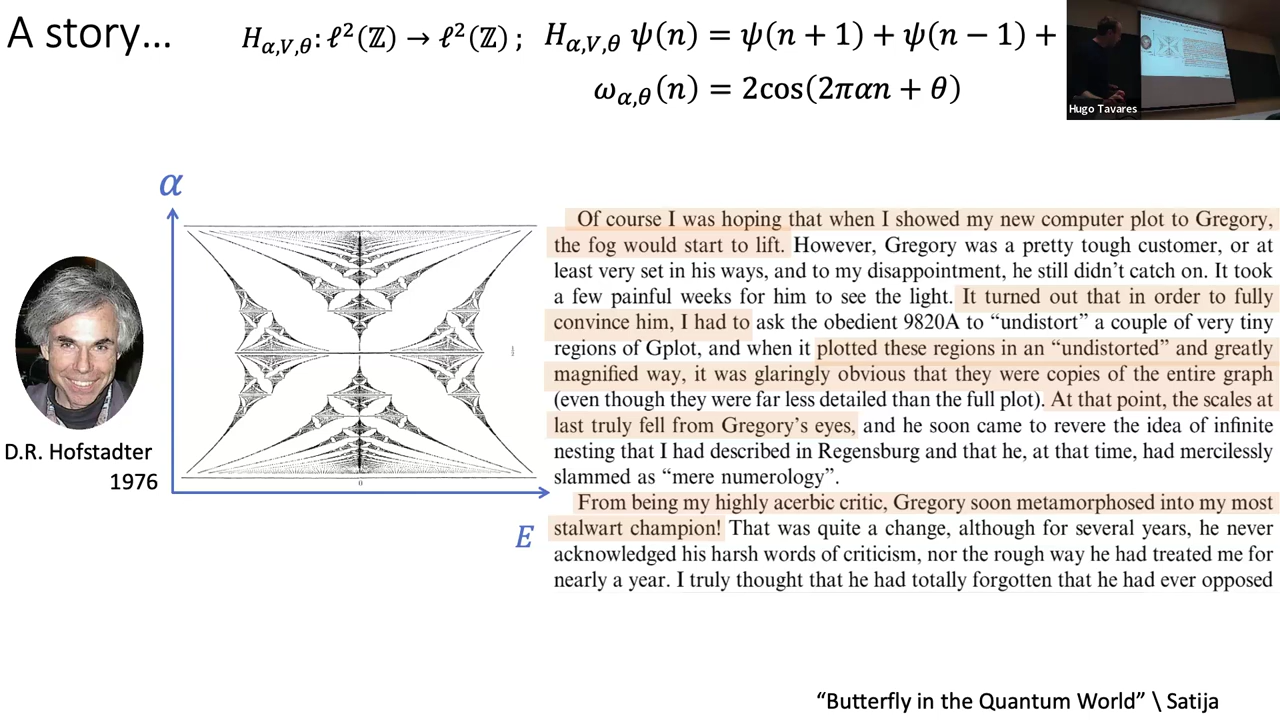 A story...
H_{α,V,θ}: ℓ²(ℤ) → ℓ²(ℤ) ; H_{α,V,θ} ψ(n) = ψ(n + 1) + ψ(n − 1) +
ω_{α,θ}(n) = 2cos(2παn + θ)
Hugo Tavares
α
0
E
D.R. Hofstadter
1976
Of course I was hoping that when I showed my new computer plot to Gregory,
the fog would start to lift. However, Gregory was a pretty tough customer, or at
least very set in his ways, and to my disappointment, he still didn't catch on. It took
a few painful weeks for him to see the light. It turned out that in order to fully
convince him, I had to ask the obedient 9820A to “undistort” a couple of very tiny
regions of Gplot, and when it plotted these regions in an “undistorted” and greatly
magnified way, it was glaringly obvious that they were copies of the entire graph
(even though they were far less detailed than the full plot). At that point, the scales at
last truly fell from Gregory's eyes, and he soon came to revere the idea of infinite
nesting that I had described in Regensburg and that he, at that time, had mercilessly
slammed as “mere numerology”.
From being my highly acerbic critic, Gregory soon metamorphosed into my most
stalwart champion! That was quite a change, although for several years, he never
acknowledged his harsh words of criticism, nor the rough way he had treated me for
nearly a year. I truly thought that he had totally forgotten that he had ever opposed
“Butterfly in the Quantum World” \ Satija